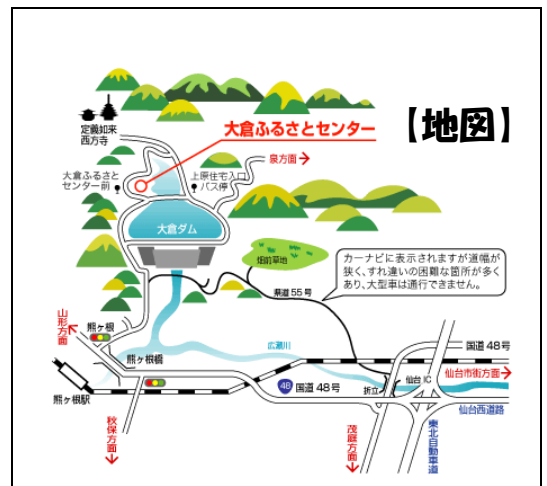 【地図】
定義如来
西方寺
大倉ふるさとセンター
泉方面
大倉ふるさと
センター前
上原住宅入口
バス停
大倉ダム
畑前草地
カーナビに表示されますが道幅が
狭く、すれ違いの困難な箇所が多く
あり、大型車は通行できません。
県道55号
山形方面
熊ヶ根
熊ヶ根橋
広瀬川
国道48号
仙台市街方面
仙台IC
折立
48 国道48号
熊ヶ根駅
仙台西道路
秋保方面
茂庭方面
東北自動車道